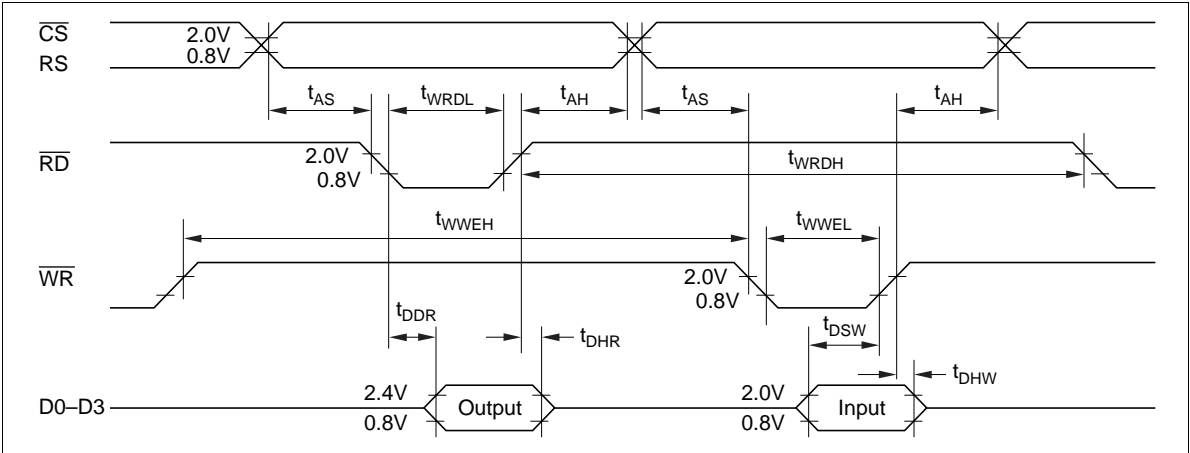 CS
RS
2.0V
0.8V
tAS
tWRDL
tAH
tAS
tAH
RD
2.0V
0.8V
tWRDH
tWWEH
tWWEL
WR
2.0V
0.8V
tDDR
tDHR
tDSW
tDHW
D0–D3
2.4V
0.8V
Output
2.0V
0.8V
Input